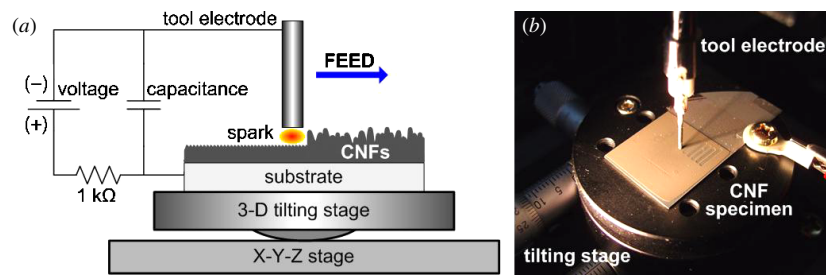 (a)
tool electrode
FEED
(–)
voltage
capacitance
(+)
spark
CNFs
1 kΩ
substrate
3-D tilting stage
X-Y-Z stage
(b)
tool electrode
CNF
specimen
tilting stage